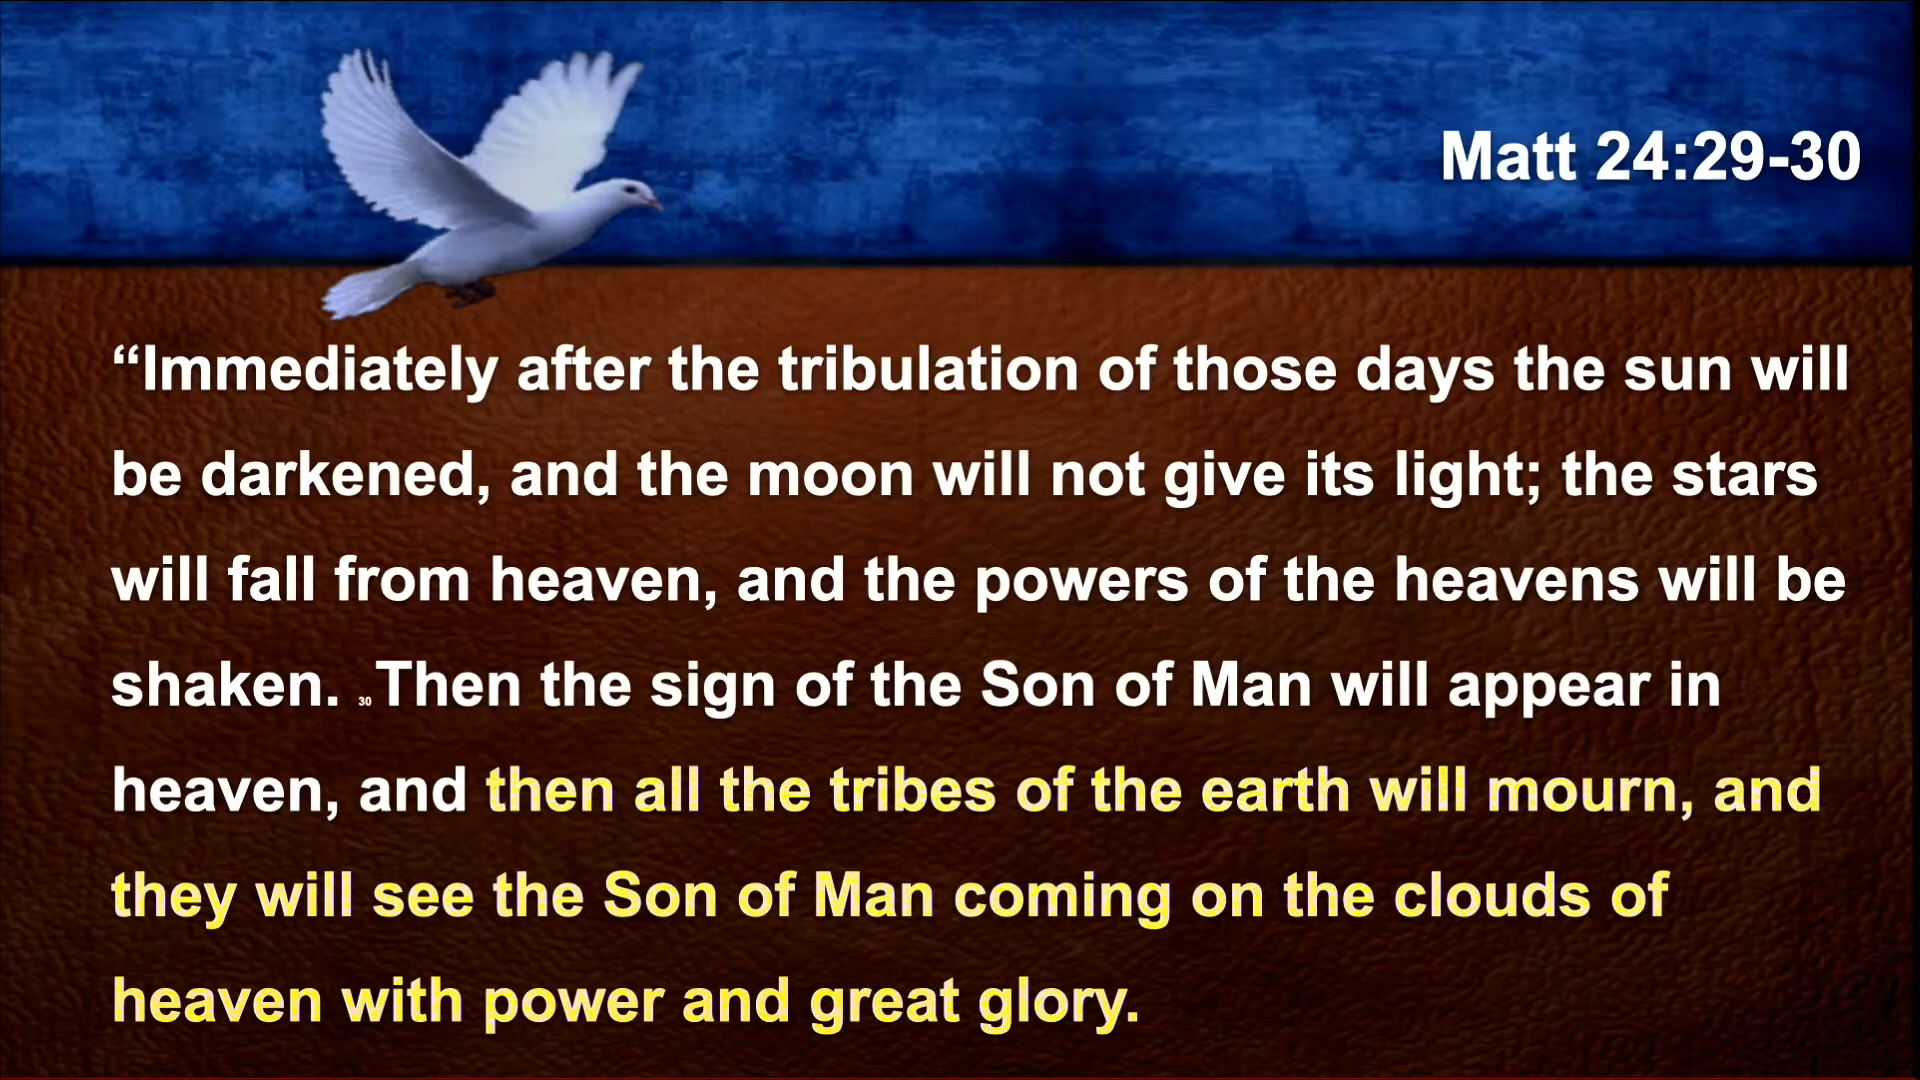 Matt 24:29-30
“Immediately after the tribulation of those days the sun will
be darkened, and the moon will not give its light; the stars
will fall from heaven, and the powers of the heavens will be
shaken. 30 Then the sign of the Son of Man will appear in
heaven, and then all the tribes of the earth will mourn, and
they will see the Son of Man coming on the clouds of
heaven with power and great glory.